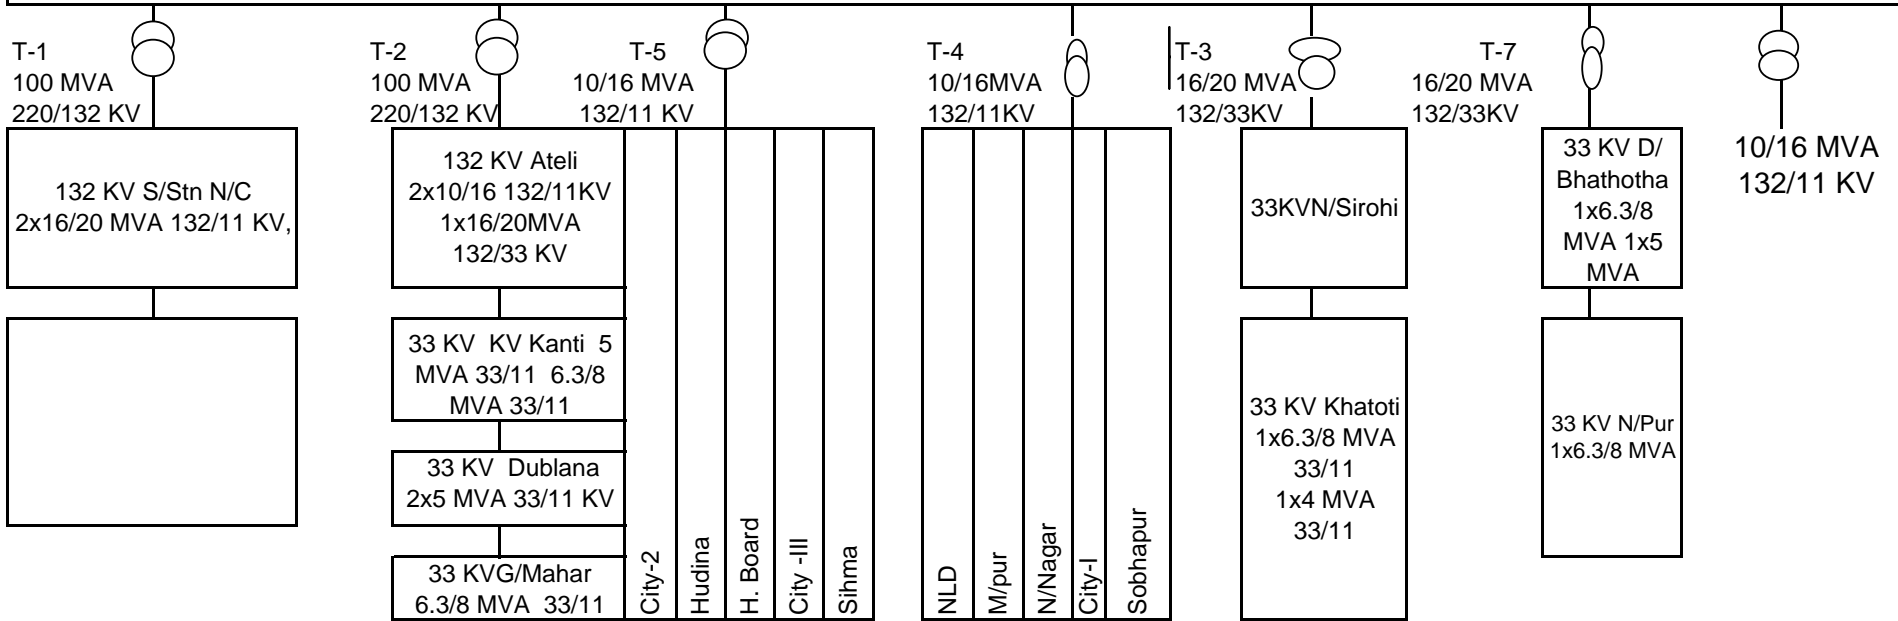 T-1
100 MVA
220/132 KV
T-2
100 MVA
220/132 KV
T-5
10/16 MVA
132/11 KV
T-4
10/16MVA
132/11KV
T-3
16/20 MVA
132/33KV
T-7
16/20 MVA
132/33KV
10/16 MVA
132/11 KV
132 KV S/Stn N/C
2x16/20 MVA 132/11 KV,
132 KV Ateli
2x10/16 132/11KV
1x16/20MVA
132/33 KV
33 KV KV Kanti 5
MVA 33/11 6.3/8
MVA 33/11
33 KV Dublana
2x5 MVA 33/11 KV
33 KVG/Mahar
6.3/8 MVA 33/11
City-2
Hudina
H. Board
City -III
Sihma
NLD
M/pur
N/Nagar
City-I
Sobhapur
33KVN/Sirohi
33 KV Khatoti
1x6.3/8 MVA
33/11
1x4 MVA
33/11
33 KV D/
Bhathotha
1x6.3/8
MVA 1x5
MVA
33 KV N/Pur
1x6.3/8 MVA